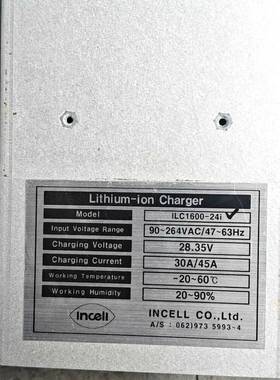 Lithium-ion Charger
Model ILC1600-24i
Input Voltage Range 90~264VAC/47~63Hz
Charging Voltage 28.35V
Charging Current 30A/45A
Working Temperature -20~60℃
Working Humidity 20~90%
incell INCELL CO.,Ltd.
A/S : 062)973 5993~4